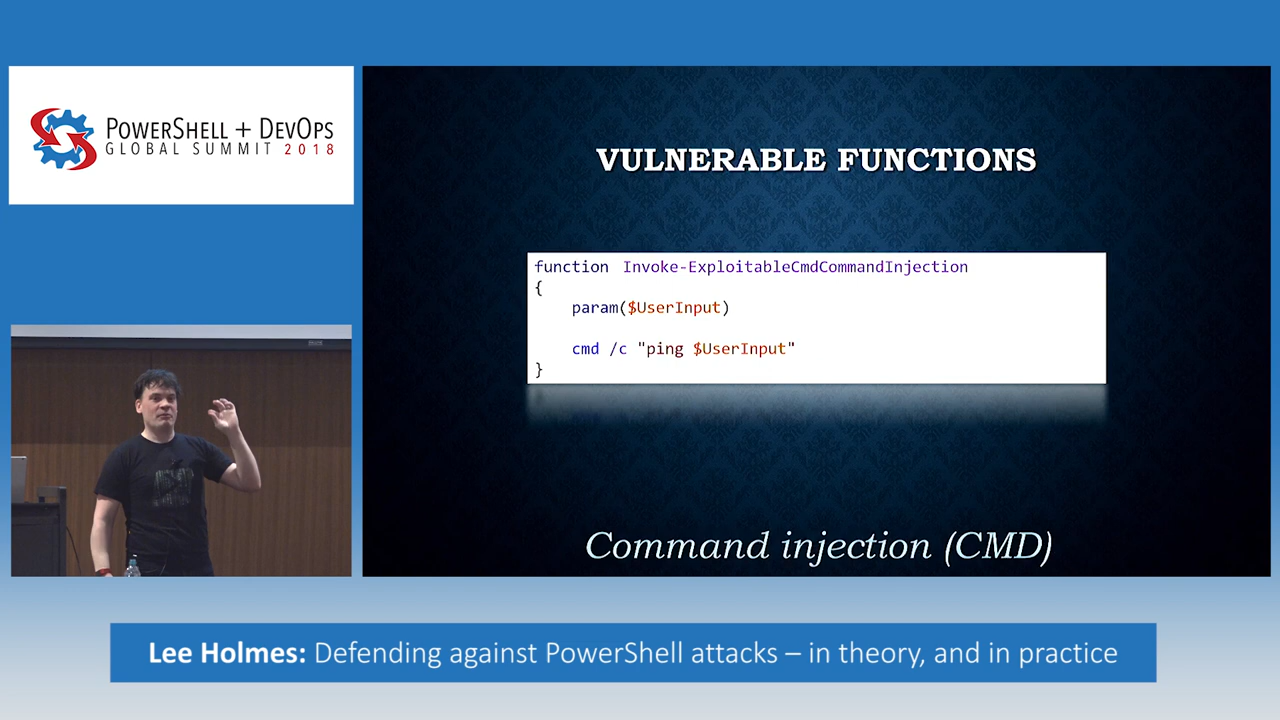 POWERSHELL + DEVOPS
GLOBAL SUMMIT 2018
VULNERABLE FUNCTIONS
function Invoke-ExploitableCmdCommandInjection
{
    param($UserInput)
    cmd /c "ping $UserInput"
}
Command injection (CMD)
Lee Holmes: Defending against PowerShell attacks – in theory, and in practice